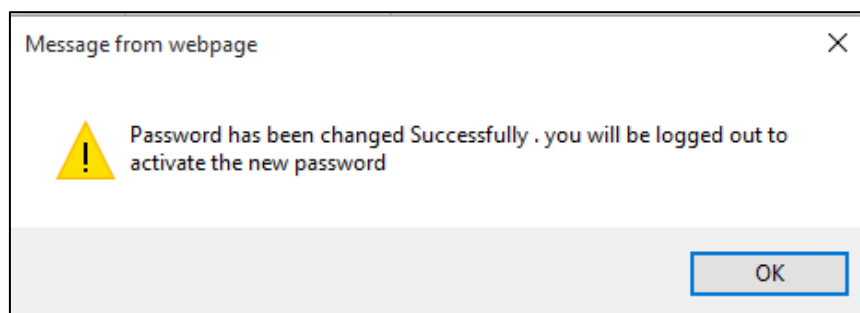 Message from webpage
Password has been changed Successfully . you will be logged out to
activate the new password
OK